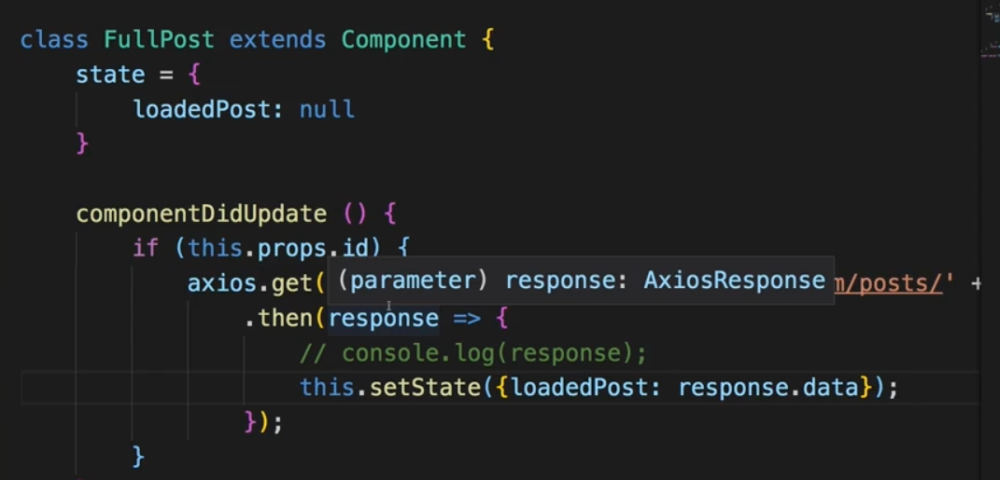 class FullPost extends Component {
state = {
loadedPost: null
}
componentDidUpdate () {
if (this.props.id) {
axios.get( (parameter) response: AxiosResponse m/posts/' +
.then(response => {
// console.log(response);
this.setState({loadedPost: response.data});
});
}